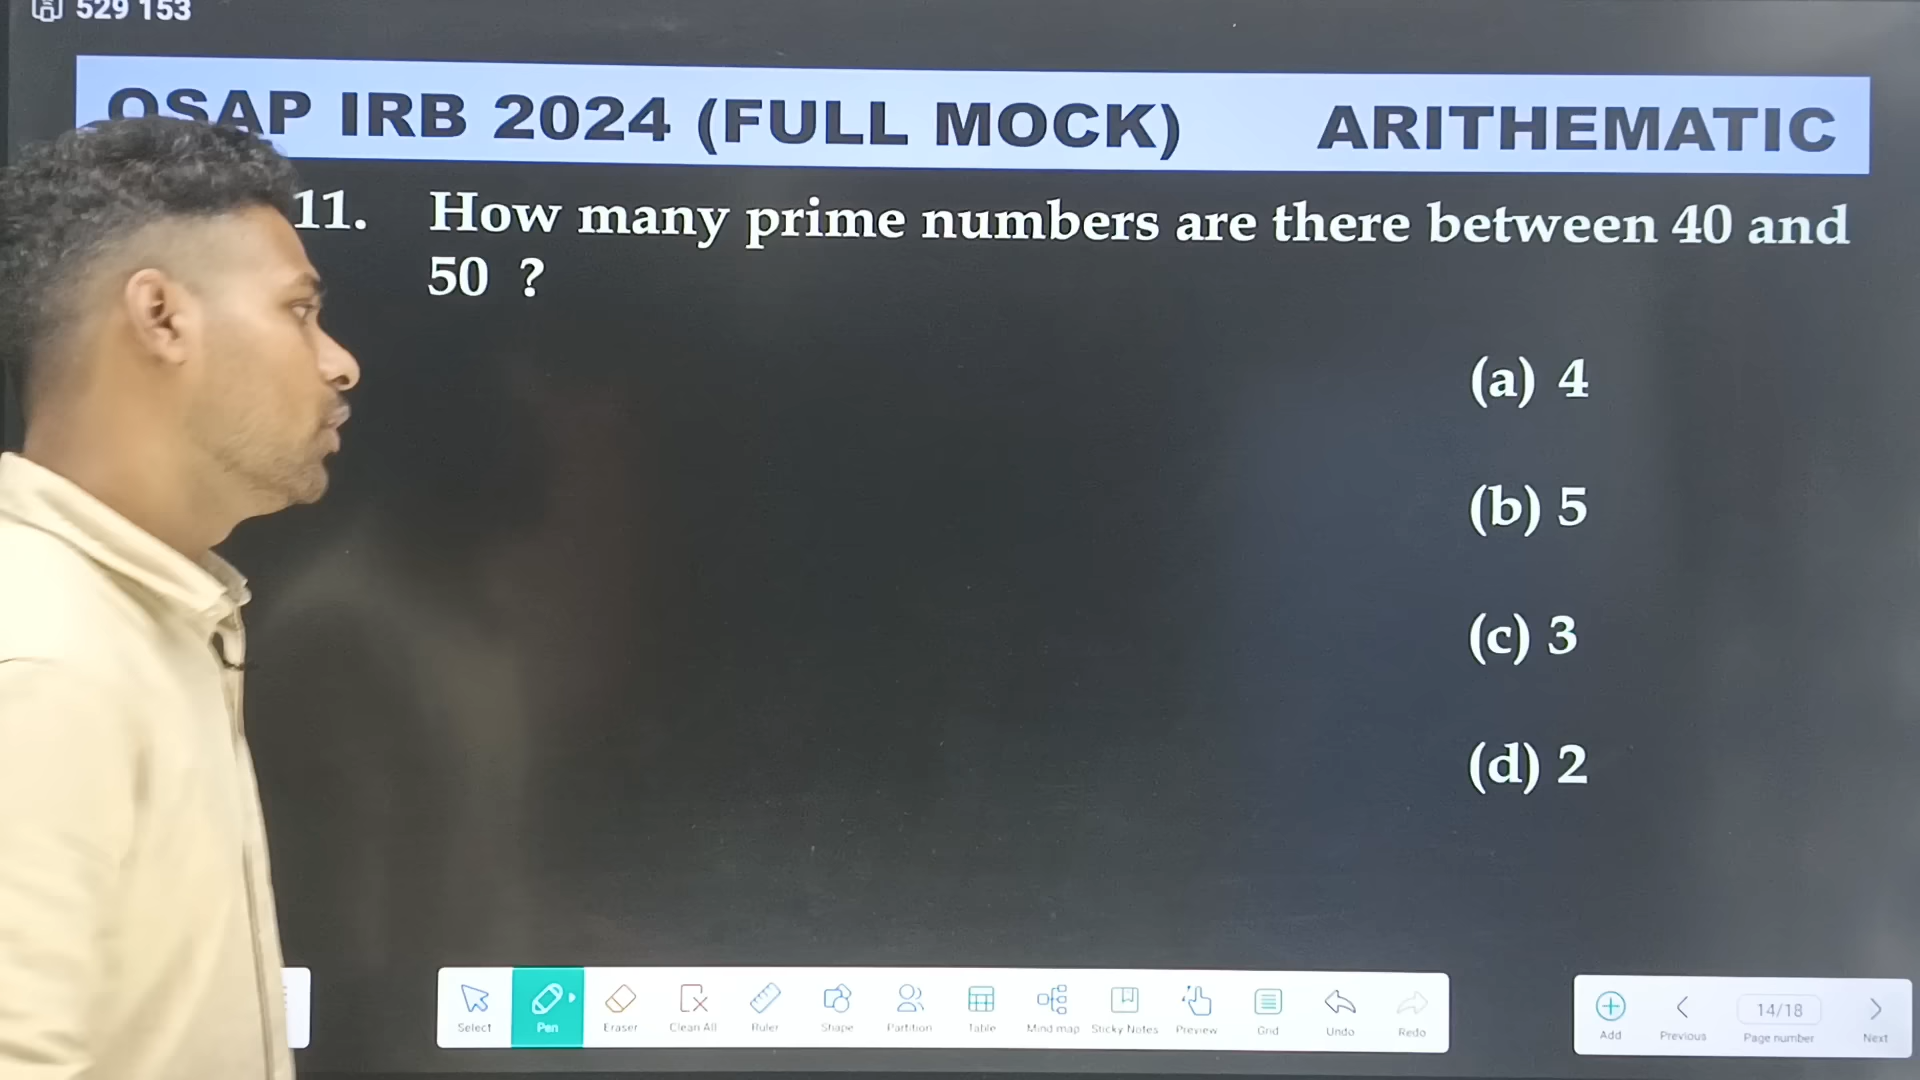 529 153
OSAP IRB 2024 (FULL MOCK) ARITHEMATIC
11. How many prime numbers are there between 40 and
50 ?
(a) 4
(b) 5
(c) 3
(d) 2
Select Pen Eraser Clean All Ruler Shape Partition Table Mind map Sticky Notes Preview Grid Undo Redo
Add Previous 14/18 Page number Next